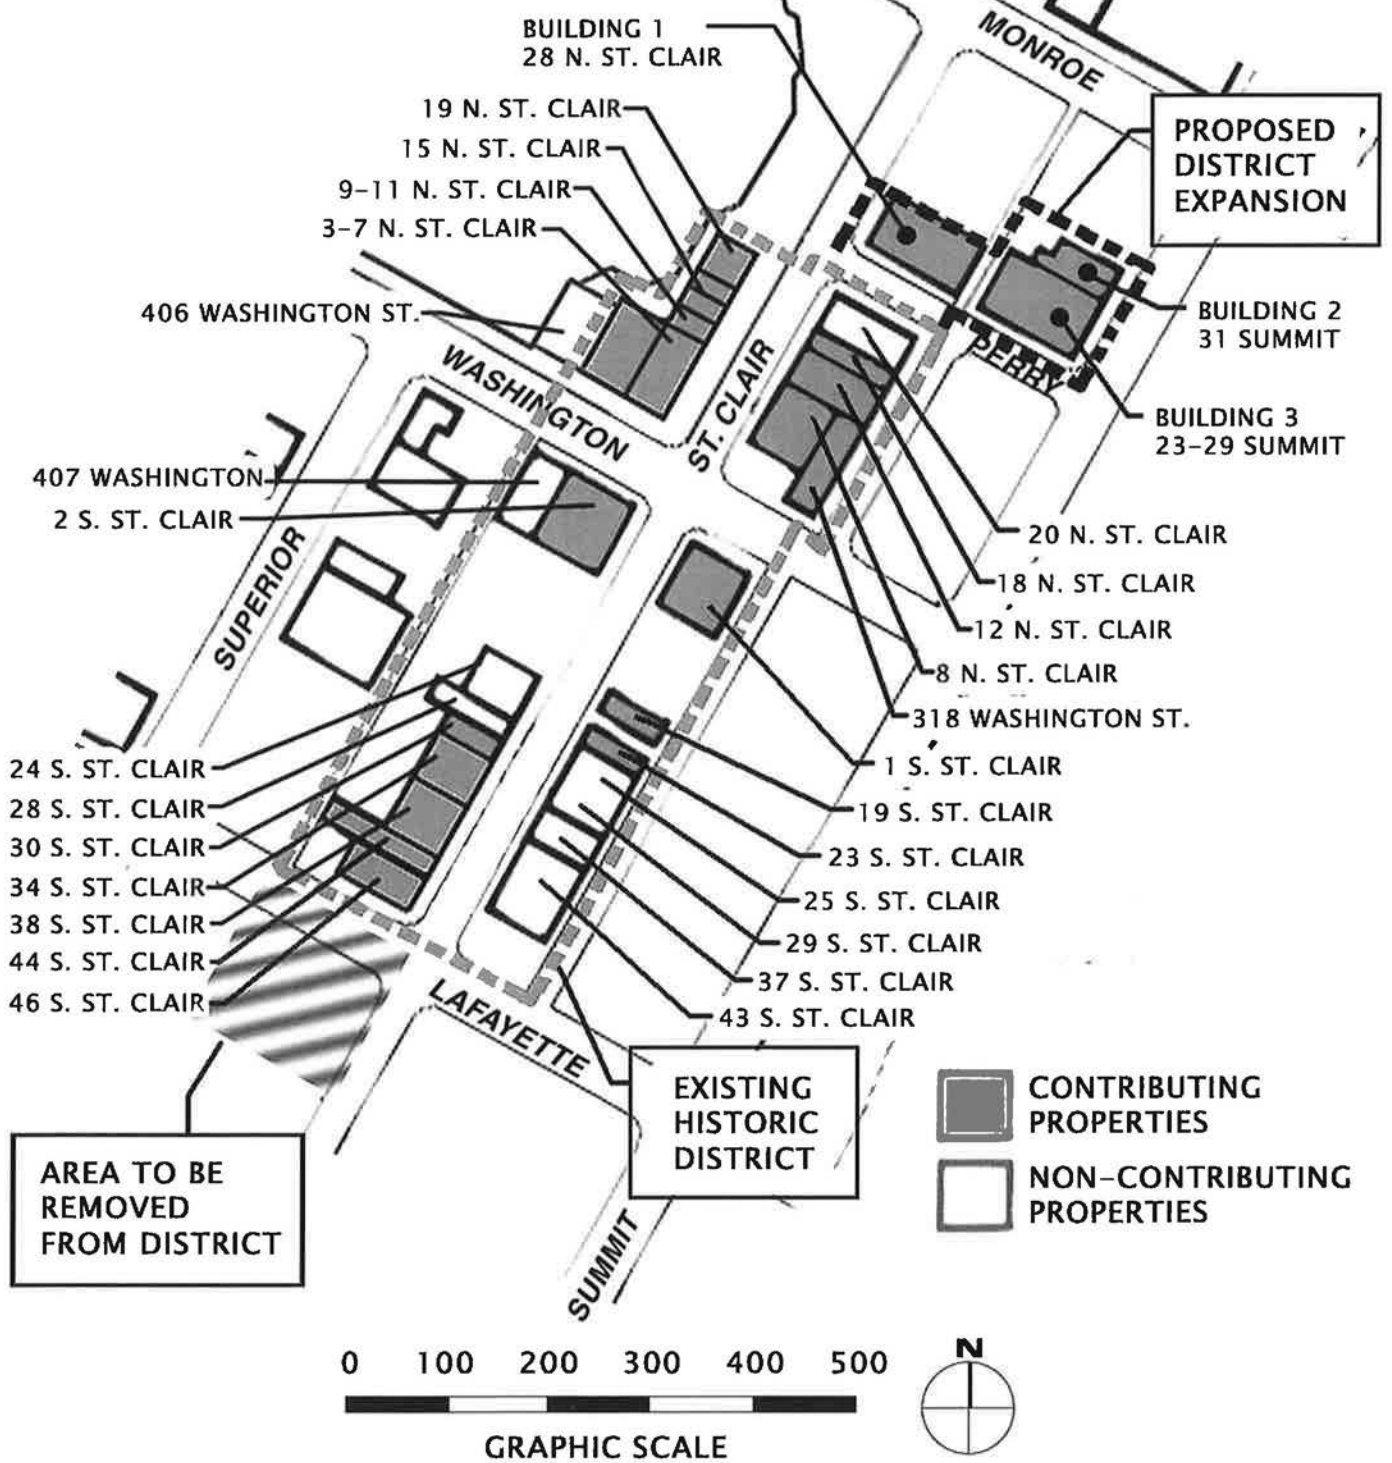 BUILDING 1
28 N. ST. CLAIR
MONROE
19 N. ST. CLAIR
15 N. ST. CLAIR
9-11 N. ST. CLAIR
3-7 N. ST. CLAIR
PROPOSED
DISTRICT
EXPANSION
406 WASHINGTON ST.
BUILDING 2
31 SUMMIT
WASHINGTON
ST. CLAIR
PERRY
BUILDING 3
23-29 SUMMIT
407 WASHINGTON
2 S. ST. CLAIR
SUPERIOR
20 N. ST. CLAIR
18 N. ST. CLAIR
12 N. ST. CLAIR
8 N. ST. CLAIR
318 WASHINGTON ST.
1 S. ST. CLAIR
19 S. ST. CLAIR
23 S. ST. CLAIR
25 S. ST. CLAIR
29 S. ST. CLAIR
37 S. ST. CLAIR
43 S. ST. CLAIR
24 S. ST. CLAIR
28 S. ST. CLAIR
30 S. ST. CLAIR
34 S. ST. CLAIR
38 S. ST. CLAIR
44 S. ST. CLAIR
46 S. ST. CLAIR
LAFAYETTE
EXISTING
HISTORIC
DISTRICT
CONTRIBUTING
PROPERTIES
NON-CONTRIBUTING
PROPERTIES
AREA TO BE
REMOVED
FROM DISTRICT
SUMMIT
0 100 200 300 400 500
GRAPHIC SCALE
N